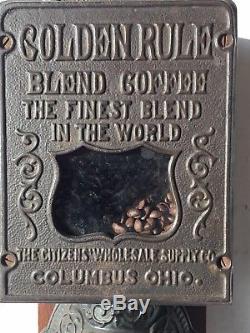 GOLDEN RULE
BLEND COFFEE
THE FINEST BLEND
IN THE WORLD
THE CITIZENS WHOLESALE SUPPLY CO.
COLUMBUS OHIO.